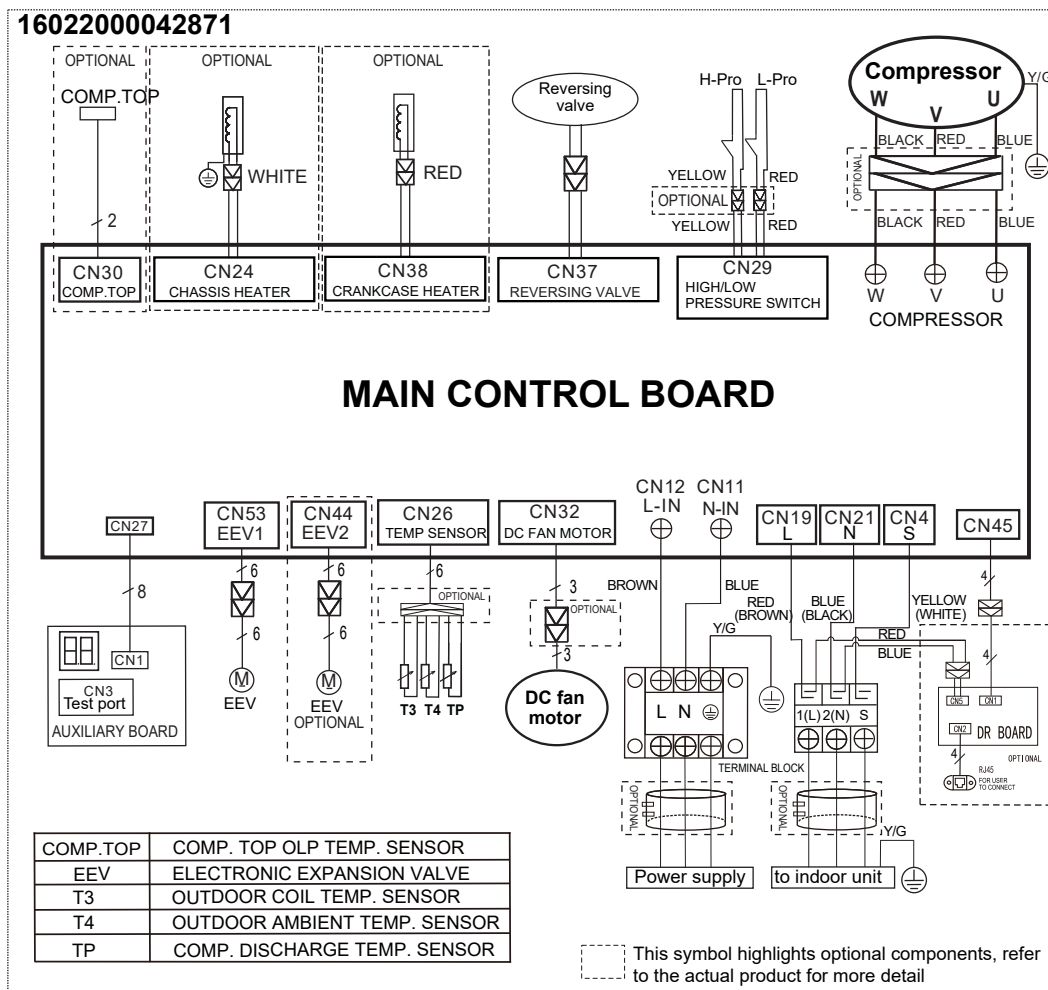 16022000042871
OPTIONAL
OPTIONAL
OPTIONAL
COMP.TOP
2
WHITE
RED
Reversing
valve
H-Pro
L-Pro
YELLOW
RED
OPTIONAL
YELLOW
RED
Compressor
W
V
U
Y/G
BLACK
RED
BLUE
OPTIONAL
BLACK
RED
BLUE
CN30
COMP.TOP
CN24
CHASSIS HEATER
CN38
CRANKCASE HEATER
CN37
REVERSING VALVE
CN29
HIGH/LOW
PRESSURE SWITCH
W
V
U
COMPRESSOR
MAIN CONTROL BOARD
CN27
CN53
EEV1
CN44
EEV2
CN26
TEMP SENSOR
CN32
DC FAN MOTOR
CN12
L-IN
CN11
N-IN
CN19
L
CN21
N
CN4
S
CN45
8
6
6
EEV
M
6
6
M
EEV
OPTIONAL
6
OPTIONAL
T3 T4 TP
3
OPTIONAL
3
DC fan
motor
CN1
CN3
Test port
AUXILIARY BOARD
BROWN
BLUE
Y/G
L N
RED
(BROWN)
BLUE
(BLACK)
YELLOW
(WHITE)
RED
BLUE
1(L) 2(N) S
TERMINAL BLOCK
OPTIONAL
OPTIONAL
Power supply
to indoor unit
Y/G
4
4
CN5
CN1
CN2
DR BOARD
4
OPTIONAL
RJ45
FOR USER
TO CONNECT
COMP.TOP COMP. TOP OLP TEMP. SENSOR
EEV ELECTRONIC EXPANSION VALVE
T3 OUTDOOR COIL TEMP. SENSOR
T4 OUTDOOR AMBIENT TEMP. SENSOR
TP COMP. DISCHARGE TEMP. SENSOR
This symbol highlights optional components, refer
to the actual product for more detail